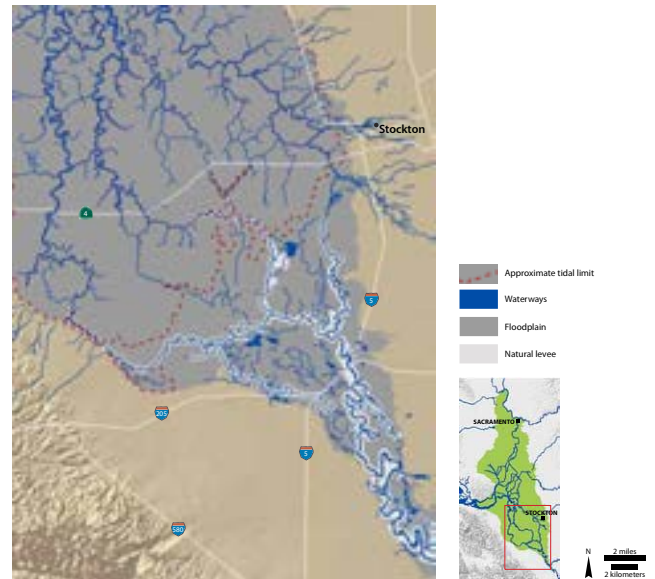 Stockton
4
5
205
5
580
Approximate tidal limit
Waterways
Floodplain
Natural levee
SACRAMENTO
STOCKTON
N
2 miles
2 kilometers